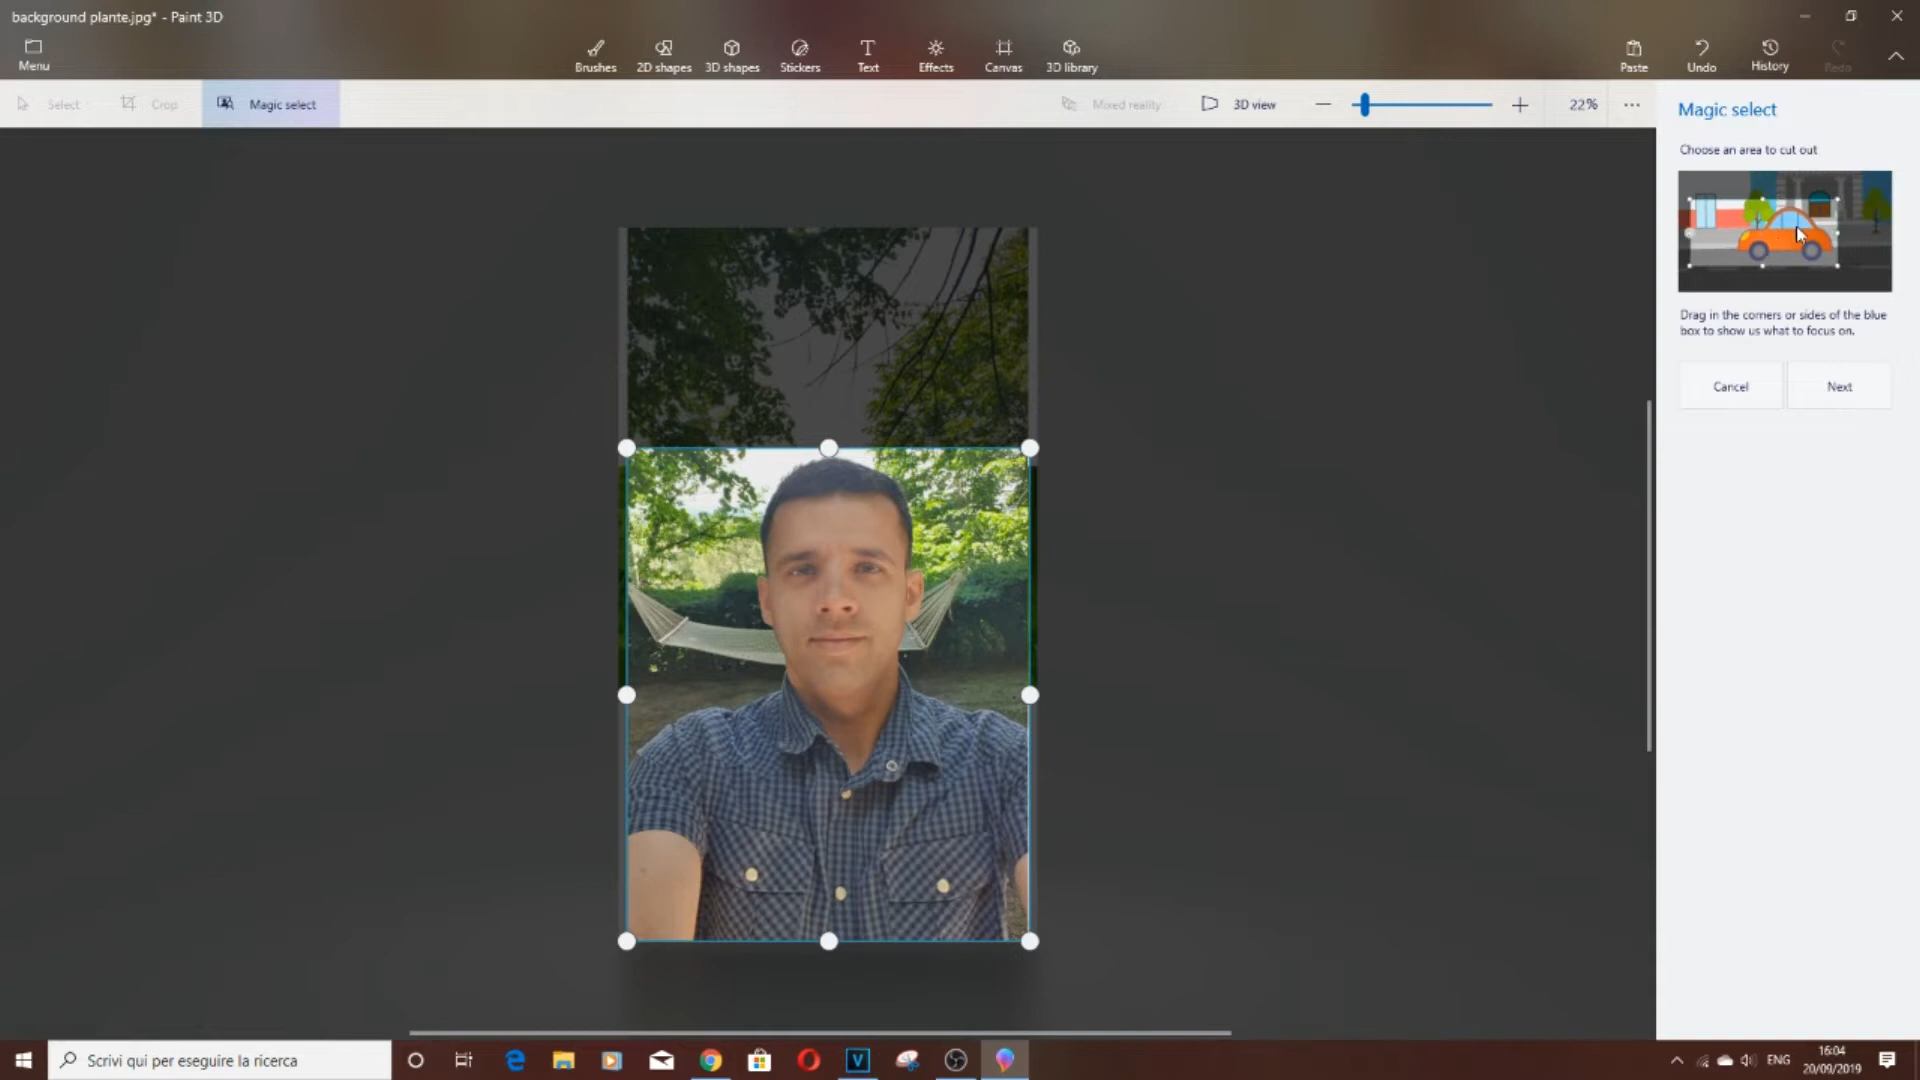 background plante.jpg* - Paint 3D
Menu
Brushes
2D shapes
3D shapes
Stickers
Text
Effects
Canvas
3D library
Paste
Undo
History
Redo
Select
Crop
Magic select
Mixed reality
3D view
22%
Magic select
Choose an area to cut out
Drag in the corners or sides of the blue
box to show us what to focus on.
Cancel
Next
Scrivi qui per eseguire la ricerca
V
ENG
16:04
20/09/2019